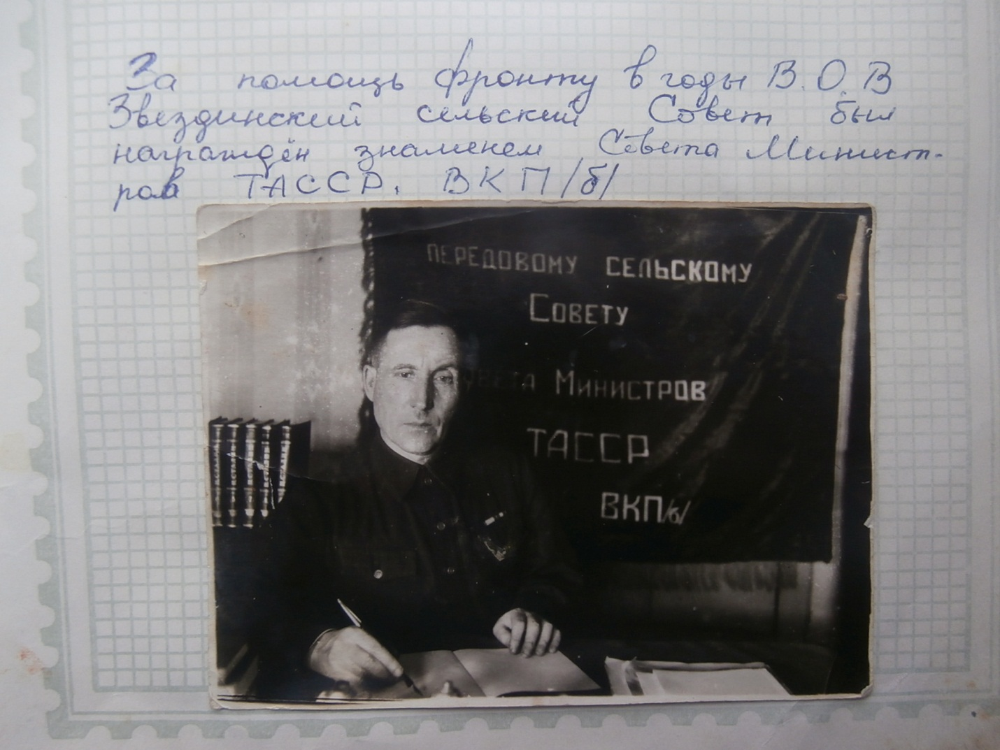 За помощь фронту в годы В.О.В
Звездинский сельский Совет был
награждён знаменем Совета Минист-
ров ТАССР. ВКП/б/
ПЕРЕДОВОМУ СЕЛЬСКОМУ
СОВЕТУ
МИНИСТРОВ
ТАССР
ВКП/б/